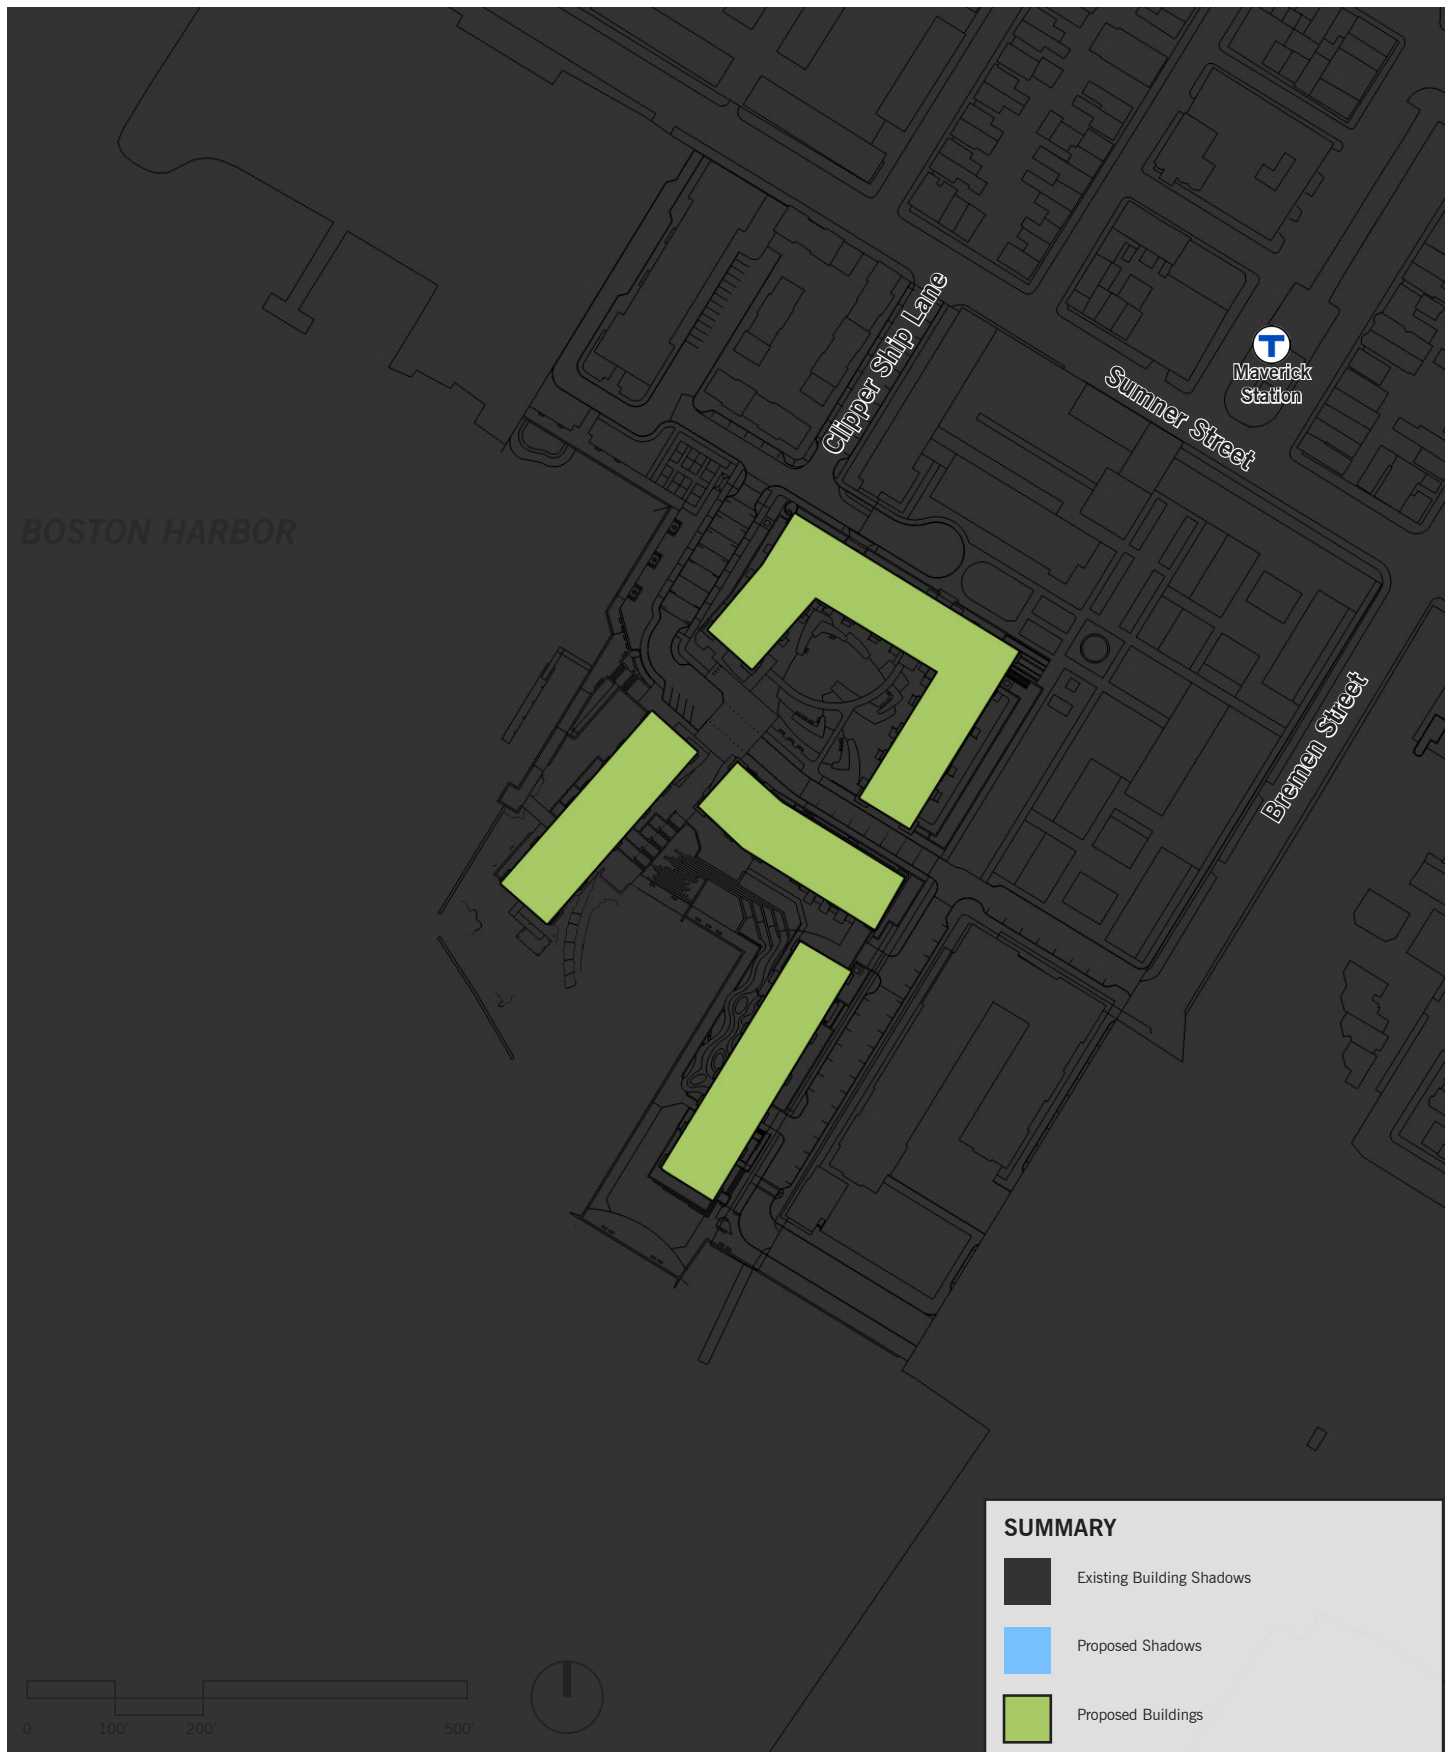 Clipper Ship Lane
T
Maverick
Station
Sumner Street
BOSTON HARBOR
Bremen Street
SUMMARY
Existing Building Shadows
Proposed Shadows
Proposed Buildings
0 100' 200' 500'